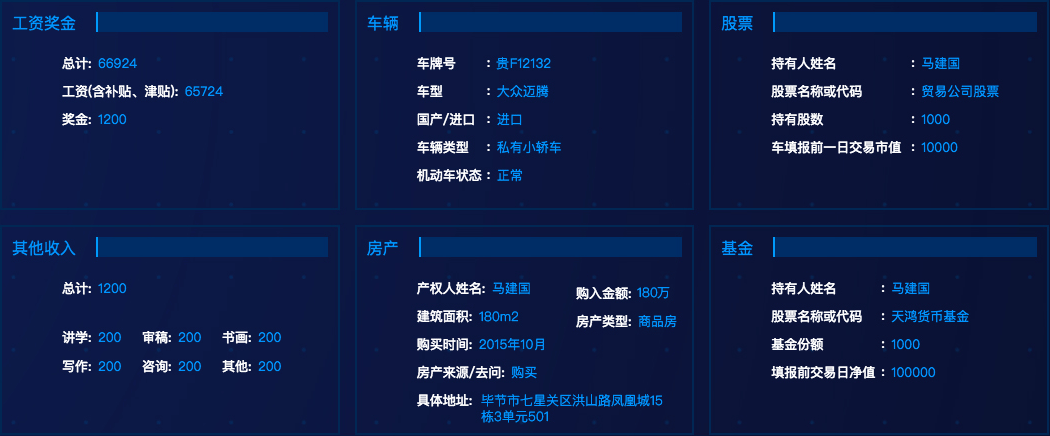 工资奖金
总计: 66924
工资(含补贴、津贴): 65724
奖金: 1200
车辆
车牌号 : 贵F12132
车型 : 大众迈腾
国产/进口 : 进口
车辆类型 : 私有小轿车
机动车状态 : 正常
股票
持有人姓名 : 马建国
股票名称或代码 : 贸易公司股票
持有股数 : 1000
车填报前一日交易市值 : 10000
其他收入
总计: 1200
讲学: 200 审稿: 200 书画: 200
写作: 200 咨询: 200 其他: 200
房产
产权人姓名: 马建国
购入金额: 180万
建筑面积: 180m2
房产类型: 商品房
购买时间: 2015年10月
房产来源/去问: 购买
具体地址: 毕节市七星关区洪山路凤凰城15
栋3单元501
基金
持有人姓名 : 马建国
股票名称或代码 : 天鸿货币基金
基金份额 : 1000
填报前交易日净值 : 100000